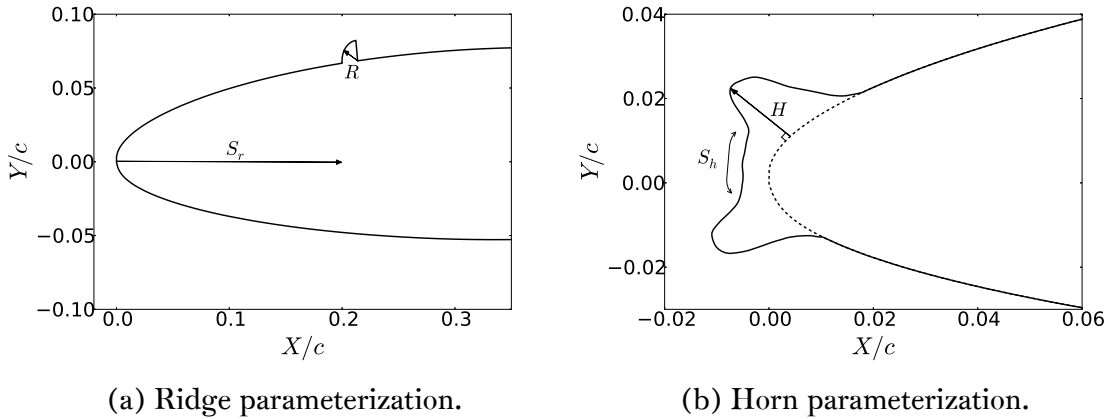 0.10
0.05
0.00
−0.05
−0.10
Y/c
R
S_r
0.0
0.1
0.2
0.3
X/c
(a) Ridge parameterization.
0.04
0.02
0.00
−0.02
Y/c
H
S_h
−0.02
0.00
0.02
0.04
0.06
X/c
(b) Horn parameterization.